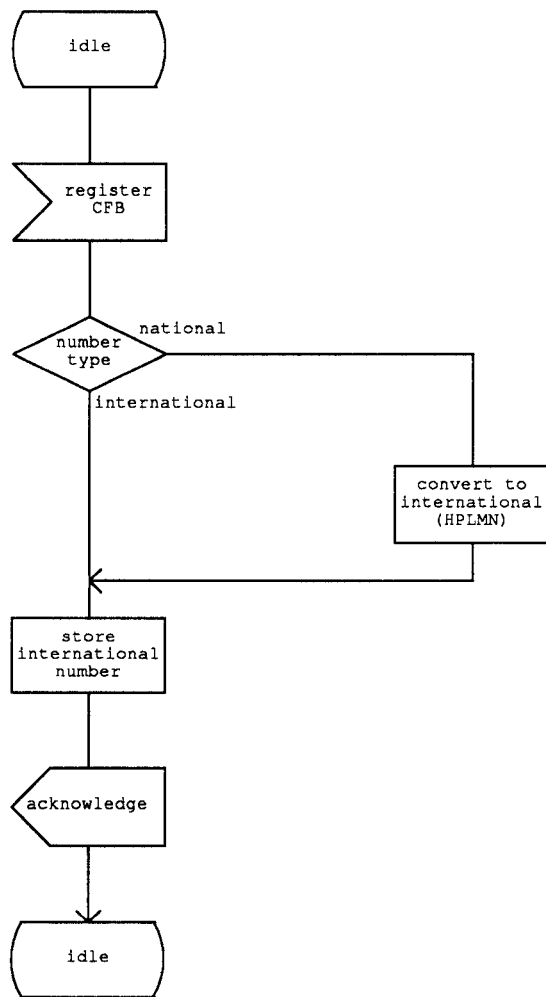 idle
register
CFB
national
number
type
international
convert to
international
(HPLMN)
store
international
number
acknowledge
idle